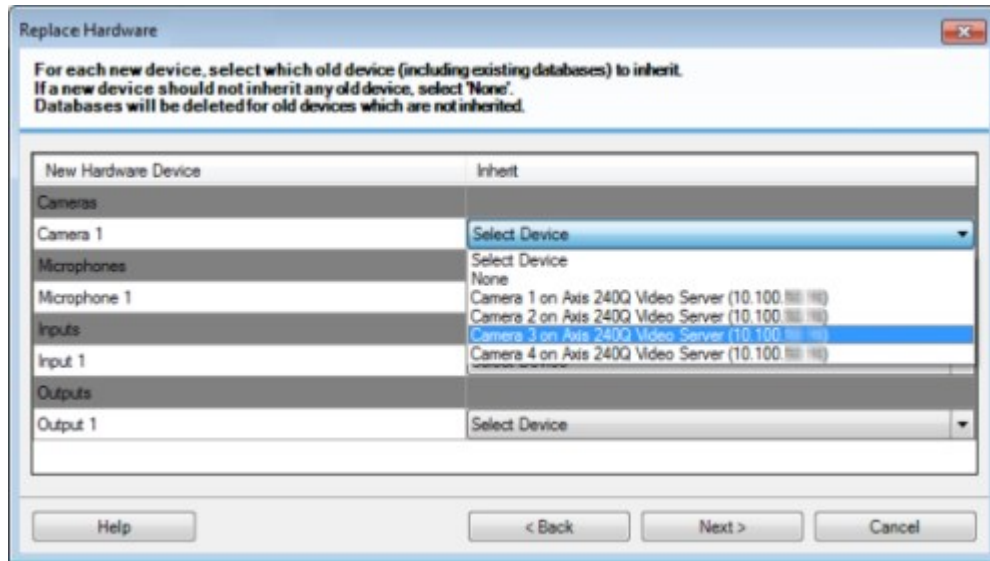 Replace Hardware
For each new device, select which old device (including existing databases) to inherit.
If a new device should not inherit any old device, select 'None'.
Databases will be deleted for old devices which are not inherited.
New Hardware Device Inherit
Cameras
Camera 1 Select Device
Select Device
Microphones
None
Microphone 1 Camera 1 on Axis 240Q Video Server (10.100.
Camera 2 on Axis 240Q Video Server (10.100.
Inputs Camera 3 on Axis 240Q Video Server (10.100.
Input 1 Camera 4 on Axis 240Q Video Server (10.100.
Outputs
Output 1 Select Device
Help < Back Next > Cancel